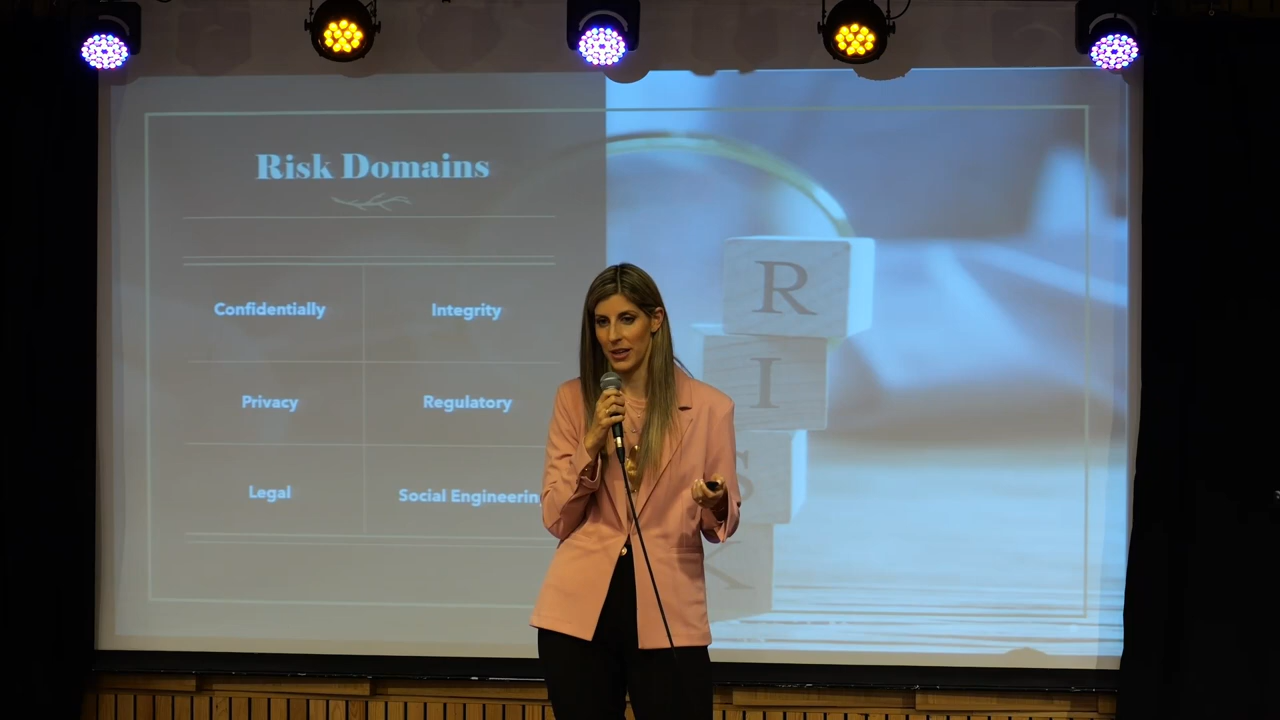 Risk Domains
Confidentially Integrity
Privacy Regulatory
Legal Social Engineerin
R
I
S
K